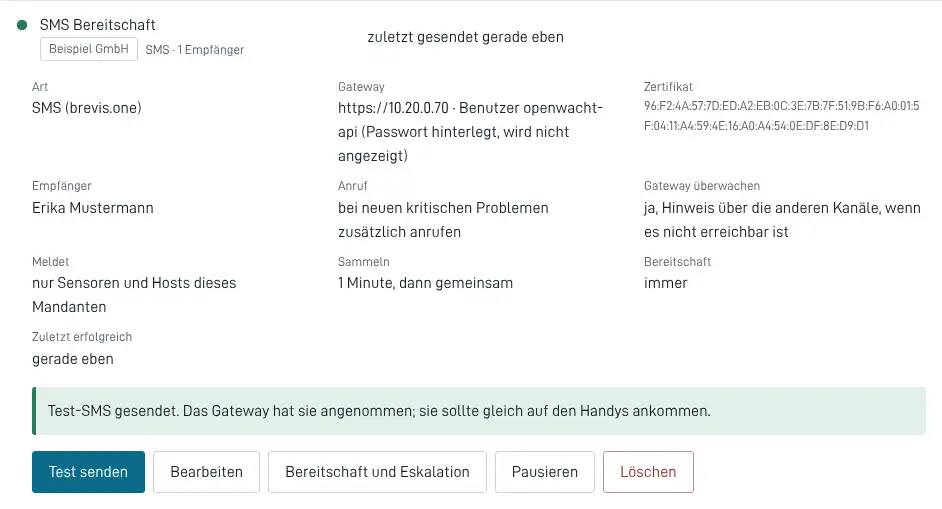 SMS Bereitschaft
Beispiel GmbH SMS · 1 Empfänger
zuletzt gesendet gerade eben
Art
SMS (brevis.one)
Gateway
https://10.20.0.70 · Benutzer openwacht-
api (Passwort hinterlegt, wird nicht
angezeigt)
Zertifikat
96:F2:4A:57:7D:ED:A2:EB:0C:3E:7B:7F:51:9B:F6:A0:01:5
F:04:11:A4:59:4E:16:A0:A4:54:0E:DF:8E:D9:D1
Empfänger
Erika Mustermann
Anruf
bei neuen kritischen Problemen
zusätzlich anrufen
Gateway überwachen
ja, Hinweis über die anderen Kanäle, wenn
es nicht erreichbar ist
Meldet
nur Sensoren und Hosts dieses
Mandanten
Sammeln
1 Minute, dann gemeinsam
Bereitschaft
immer
Zuletzt erfolgreich
gerade eben
Test-SMS gesendet. Das Gateway hat sie angenommen; sie sollte gleich auf den Handys ankommen.
Test senden
Bearbeiten
Bereitschaft und Eskalation
Pausieren
Löschen